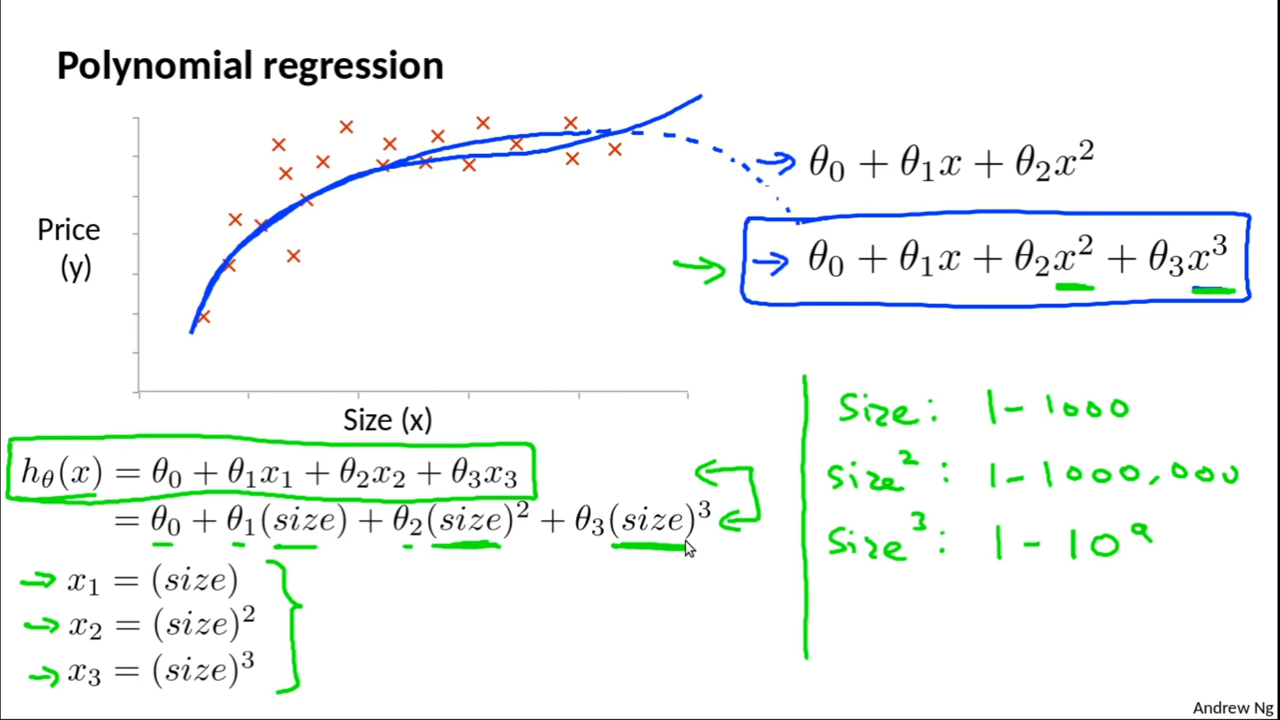 Polynomial regression
Price
(y)
Size (x)
θ₀ + θ₁x + θ₂x²
θ₀ + θ₁x + θ₂x² + θ₃x³
h_θ(x) = θ₀ + θ₁x₁ + θ₂x₂ + θ₃x₃
= θ₀ + θ₁(size) + θ₂(size)² + θ₃(size)³
x₁ = (size)
x₂ = (size)²
x₃ = (size)³
Size: 1-1000
Size²: 1-1000,000
Size³: 1-10⁹
Andrew Ng